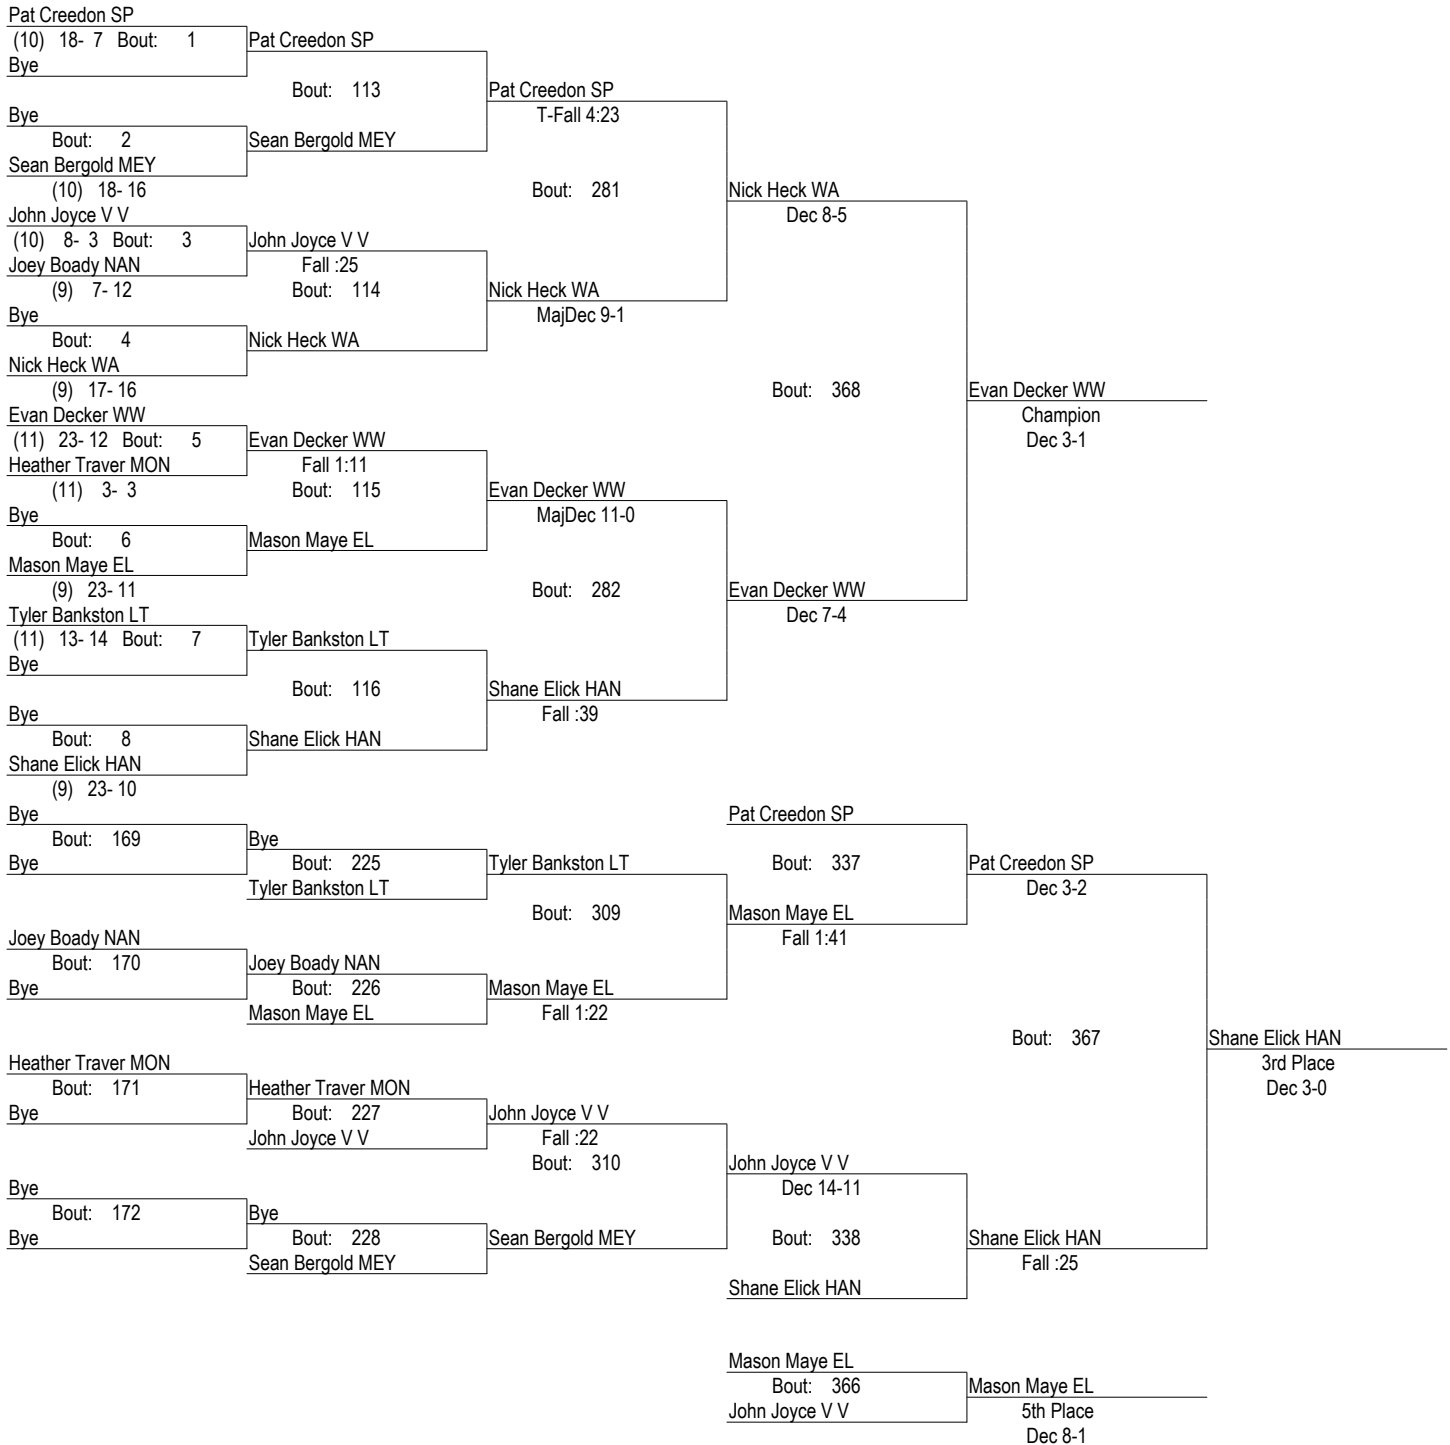 Pat Creedon SP
(10) 18- 7 Bout: 1
Bye
Bye
Bout: 2
Sean Bergold MEY
(10) 18- 16
John Joyce V V
(10) 8- 3 Bout: 3
Joey Boady NAN
(9) 7- 12
Bye
Bout: 4
Nick Heck WA
(9) 17- 16
Evan Decker WW
(11) 23- 12 Bout: 5
Heather Traver MON
(11) 3- 3
Bye
Bout: 6
Mason Maye EL
(9) 23- 11
Tyler Bankston LT
(11) 13- 14 Bout: 7
Bye
Bye
Bout: 8
Shane Elick HAN
(9) 23- 10
Pat Creedon SP
Bout: 113
Sean Bergold MEY
John Joyce V V
Fall :25
Bout: 114
Nick Heck WA
Evan Decker WW
Fall 1:11
Bout: 115
Mason Maye EL
Tyler Bankston LT
Bout: 116
Shane Elick HAN
Pat Creedon SP
T-Fall 4:23
Bout: 281
Nick Heck WA
MajDec 9-1
Evan Decker WW
MajDec 11-0
Bout: 282
Shane Elick HAN
Fall :39
Nick Heck WA
Dec 8-5
Bout: 368
Evan Decker WW
Dec 7-4
Evan Decker WW
Champion
Dec 3-1
Bye
Bout: 169
Bye
Joey Boady NAN
Bout: 170
Bye
Heather Traver MON
Bout: 171
Bye
Bye
Bout: 172
Bye
Bye
Bout: 225
Tyler Bankston LT
Joey Boady NAN
Bout: 226
Mason Maye EL
Heather Traver MON
Bout: 227
John Joyce V V
Bye
Bout: 228
Sean Bergold MEY
Tyler Bankston LT
Bout: 309
Mason Maye EL
Fall 1:22
John Joyce V V
Fall :22
Bout: 310
Sean Bergold MEY
Pat Creedon SP
Bout: 337
Mason Maye EL
Fall 1:41
John Joyce V V
Dec 14-11
Bout: 338
Shane Elick HAN
Pat Creedon SP
Dec 3-2
Bout: 367
Shane Elick HAN
Fall :25
Shane Elick HAN
3rd Place
Dec 3-0
Mason Maye EL
Bout: 366
John Joyce V V
Mason Maye EL
5th Place
Dec 8-1